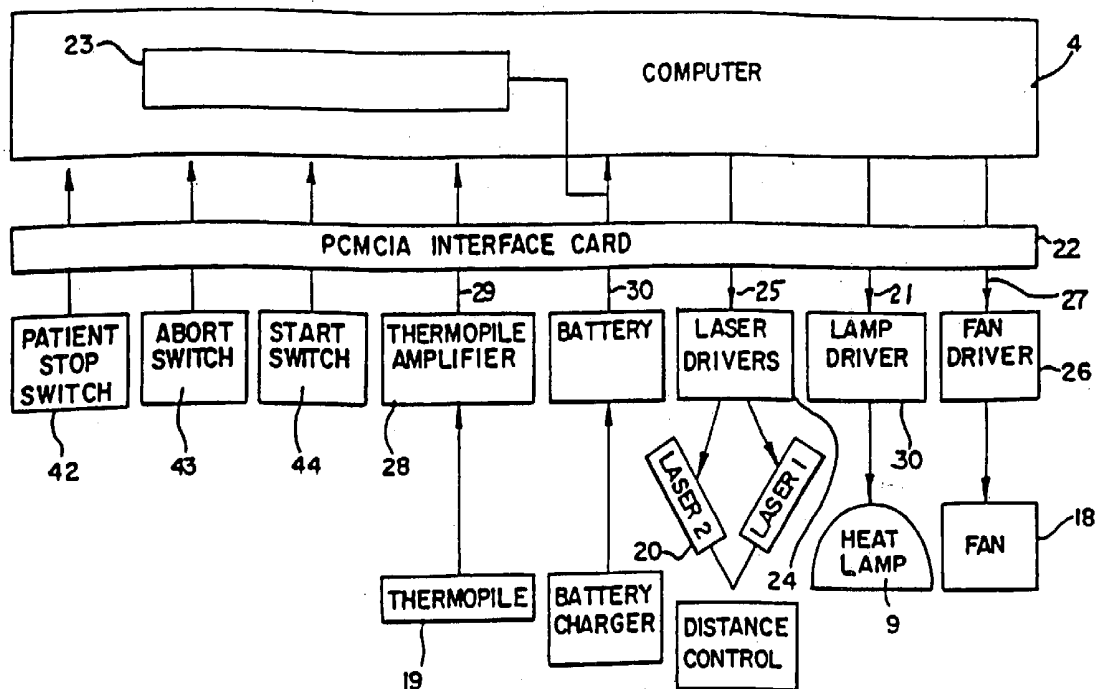 23
COMPUTER
4
PCMCIA INTERFACE CARD
22
29
30
25
21
27
PATIENT
STOP
SWITCH
ABORT
SWITCH
START
SWITCH
THERMOPILE
AMPLIFIER
BATTERY
LASER
DRIVERS
LAMP
DRIVER
FAN
DRIVER
26
42
43
44
28
30
LASER 2
LASER 1
20
24
HEAT
LAMP
9
FAN
18
THERMOPILE
19
BATTERY
CHARGER
DISTANCE
CONTROL